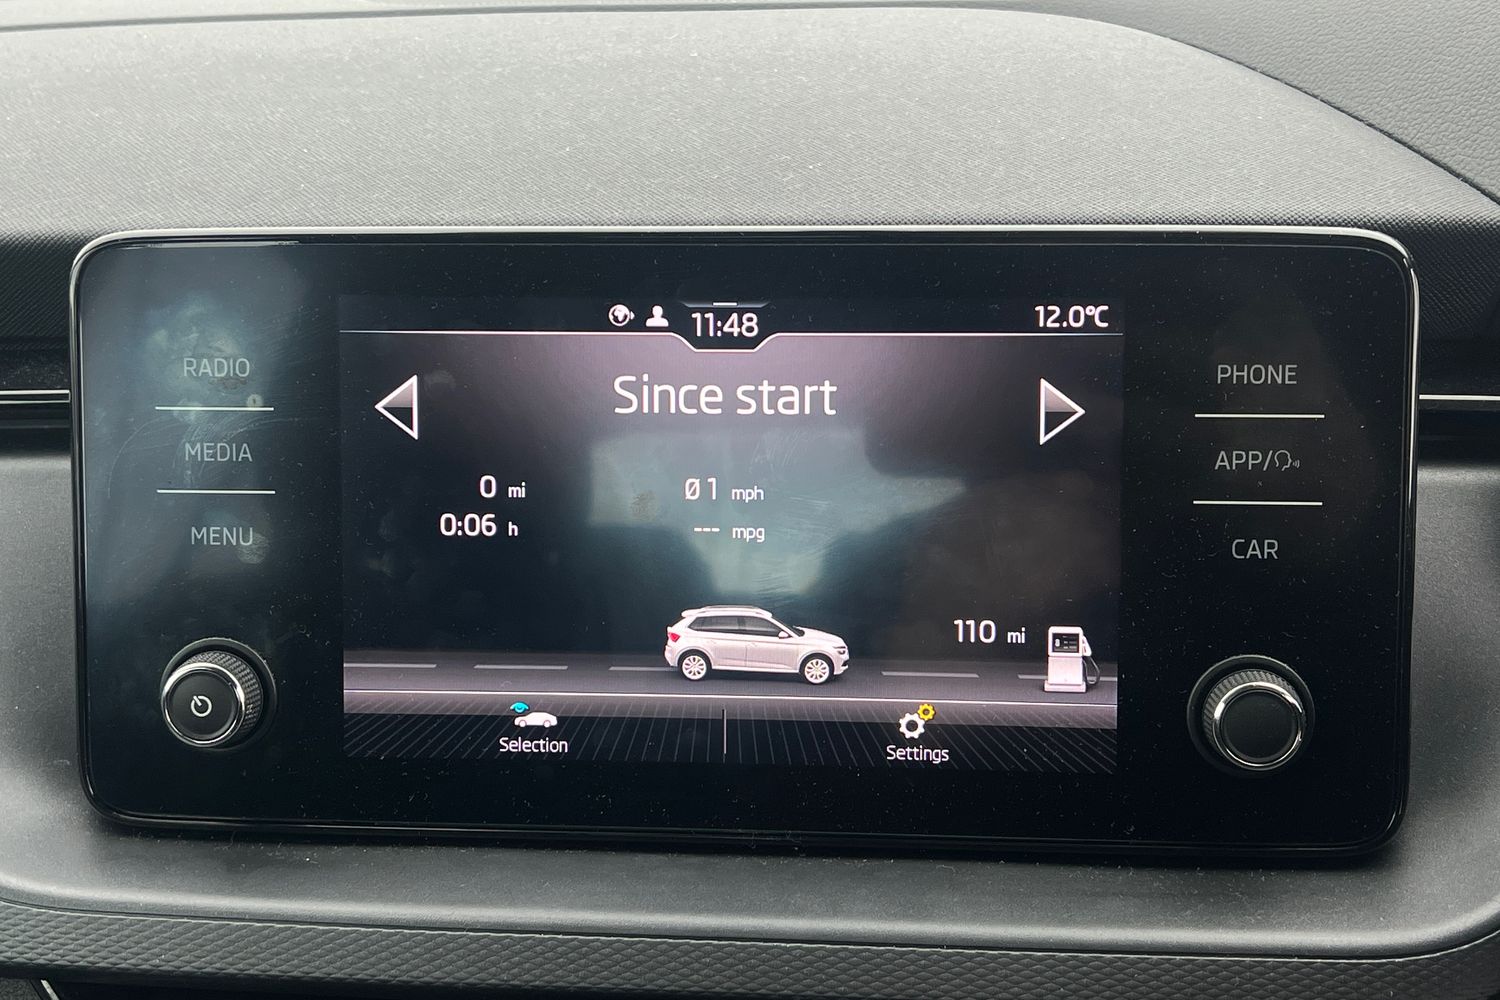 11:48
12.0°C
RADIO
MEDIA
MENU
Since start
0 mi
0:06 h
Ø 1 mph
--- mpg
110 mi
Selection
Settings
PHONE
APP/
CAR